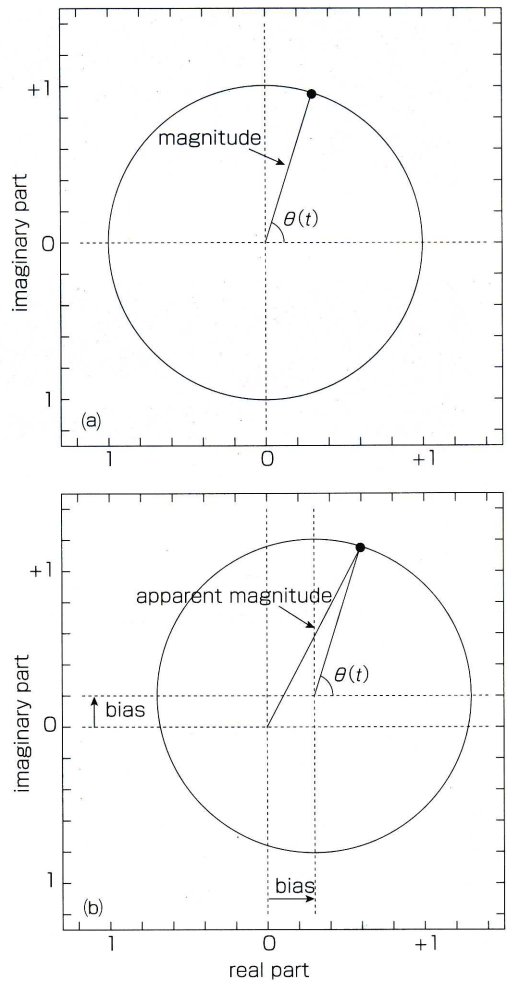 +1
magnitude
θ(t)
imaginary part
0
1
(a)
1 0 +1
+1
apparent magnitude
θ(t)
imaginary part
bias
0
1
bias
(b)
1 0 +1
real part